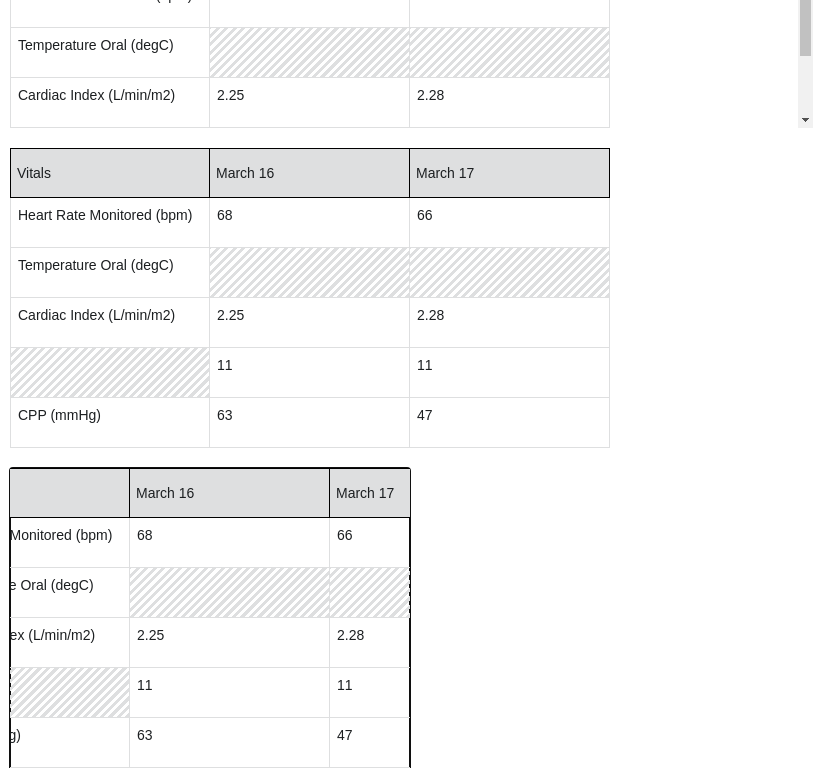 Temperature Oral (degC)
Cardiac Index (L/min/m2) 2.25 2.28
Vitals March 16 March 17
Heart Rate Monitored (bpm) 68 66
Temperature Oral (degC)
Cardiac Index (L/min/m2) 2.25 2.28
11 11
CPP (mmHg) 63 47
March 16 March 17
Monitored (bpm) 68 66
e Oral (degC)
ex (L/min/m2) 2.25 2.28
11 11
g) 63 47